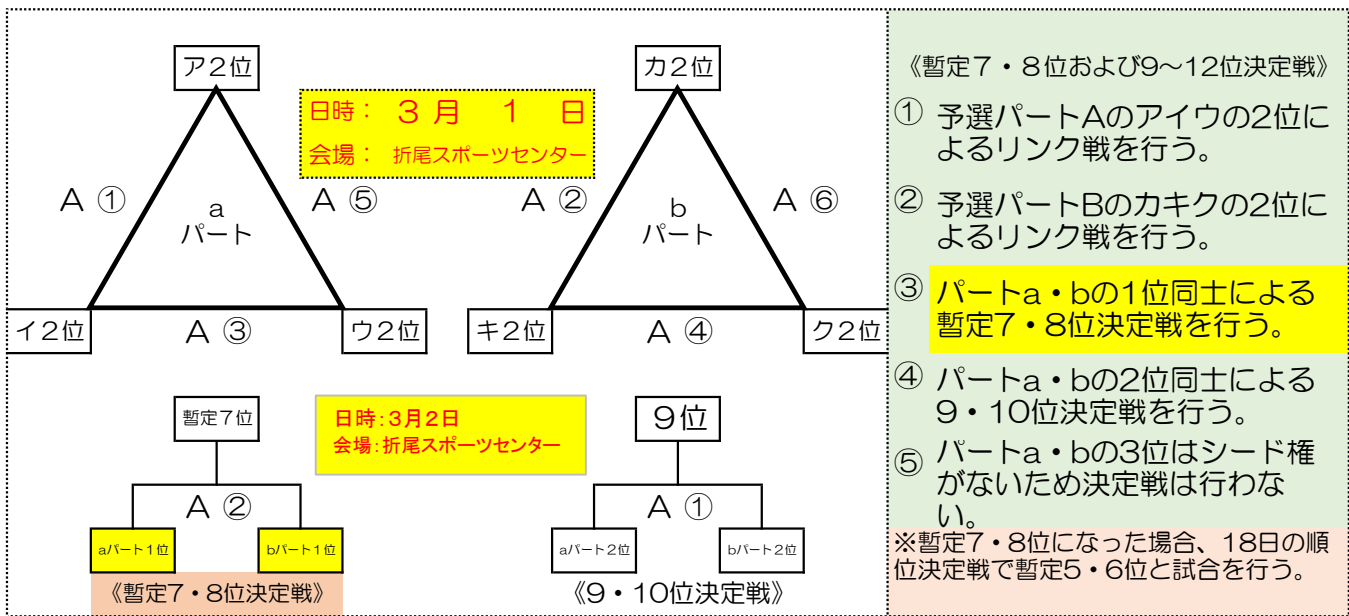 ア2位
カ2位
日時： 3 月 1 日
会場： 折尾スポーツセンター
A ①
a
パート
A ⑤
A ②
b
パート
A ⑥
イ2位
A ③
ウ2位
キ2位
A ④
ク2位
暫定7位
日時:3月2日
会場:折尾スポーツセンター
9位
A ②
A ①
aパート1位
bパート1位
aパート2位
bパート2位
《暫定7・8位決定戦》
《9・10位決定戦》
《暫定7・8位および9～12位決定戦》
① 予選パートAのアイウの2位に
よるリンク戦を行う。
② 予選パートBのカキクの2位に
よるリンク戦を行う。
③ パートa・bの1位同士による
暫定7・8位決定戦を行う。
④ パートa・bの2位同士による
9・10位決定戦を行う。
⑤ パートa・bの3位はシード権
がないため決定戦は行わな
い。
※暫定7・8位になった場合、18日の順
位決定戦で暫定5・6位と試合を行う。